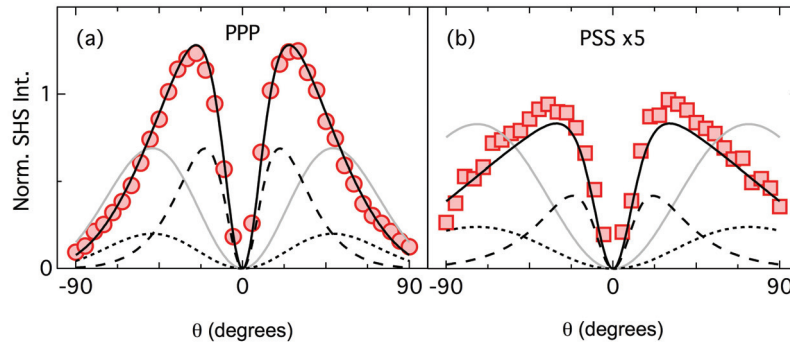 (a) PPP
(b) PSS x5
Norm. SHS Int.
1
0
-90 0 90
-90 0 90
θ (degrees)
θ (degrees)